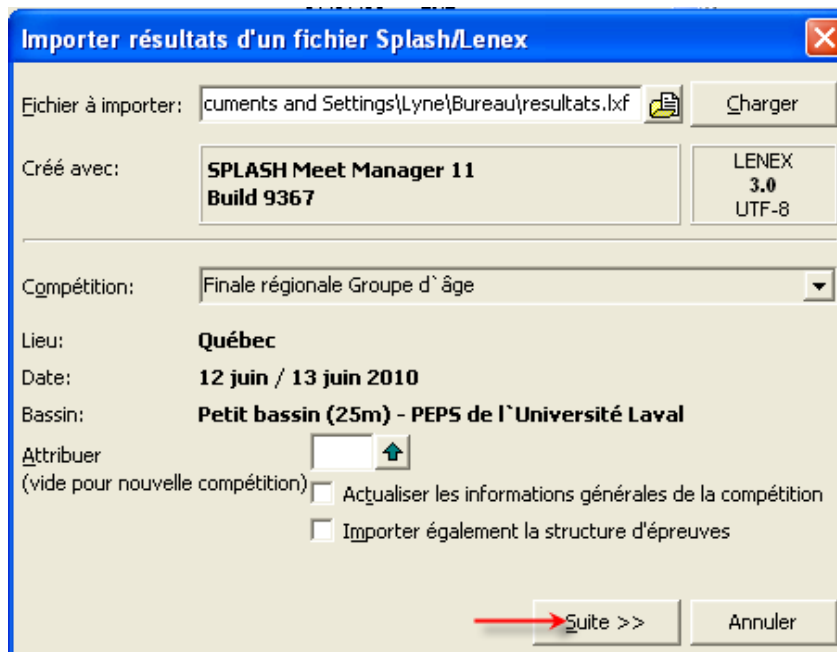 Importer résultats d'un fichier Splash/Lenex
Fichier à importer: cuments and Settings\Lyne\Bureau\resultats.lxf Charger
Créé avec: SPLASH Meet Manager 11
Build 9367
LENEX
3.0
UTF-8
Compétition: Finale régionale Groupe d`âge
Lieu: Québec
Date: 12 juin / 13 juin 2010
Bassin: Petit bassin (25m) - PEPS de l`Université Laval
Attribuer
(vide pour nouvelle compétition)
Actualiser les informations générales de la compétition
Importer également la structure d'épreuves
Suite >> Annuler